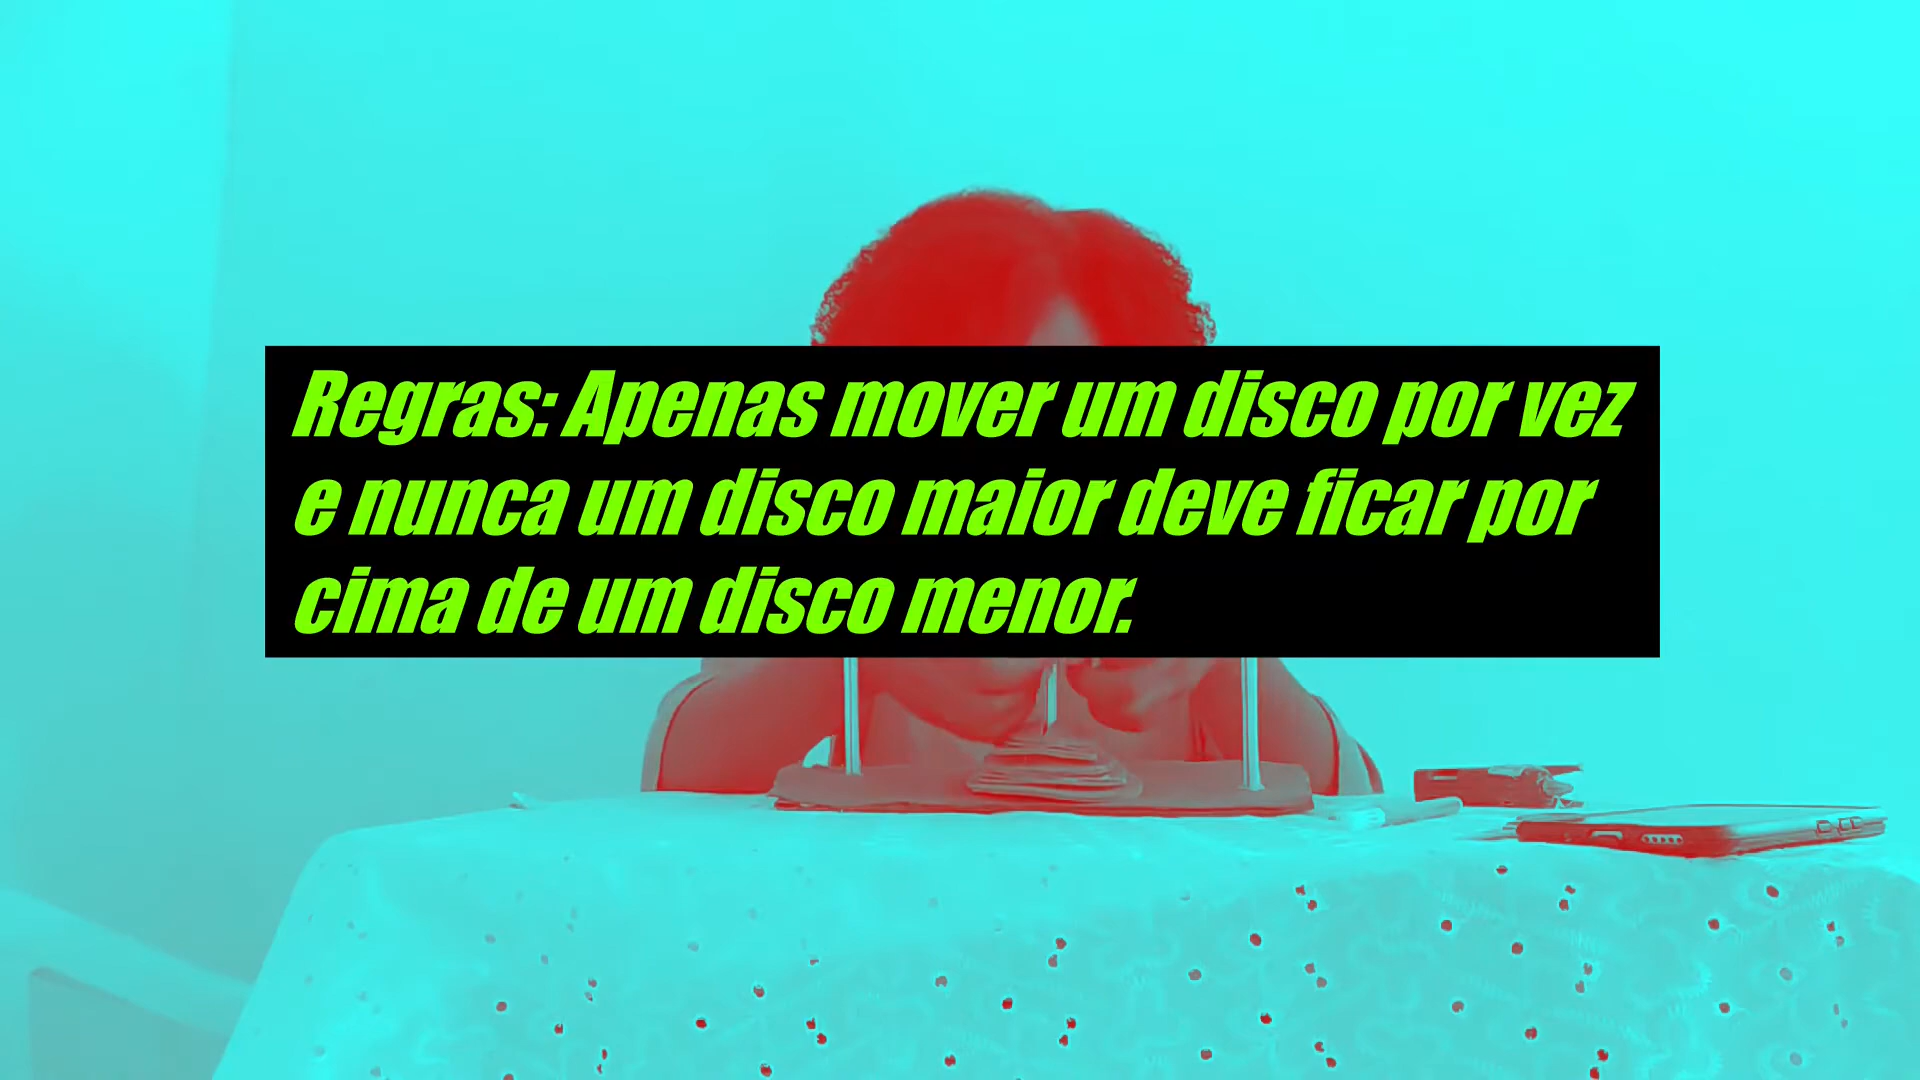 Regras: Apenas mover um disco por vez
e nunca um disco maior deve ficar por
cima de um disco menor.